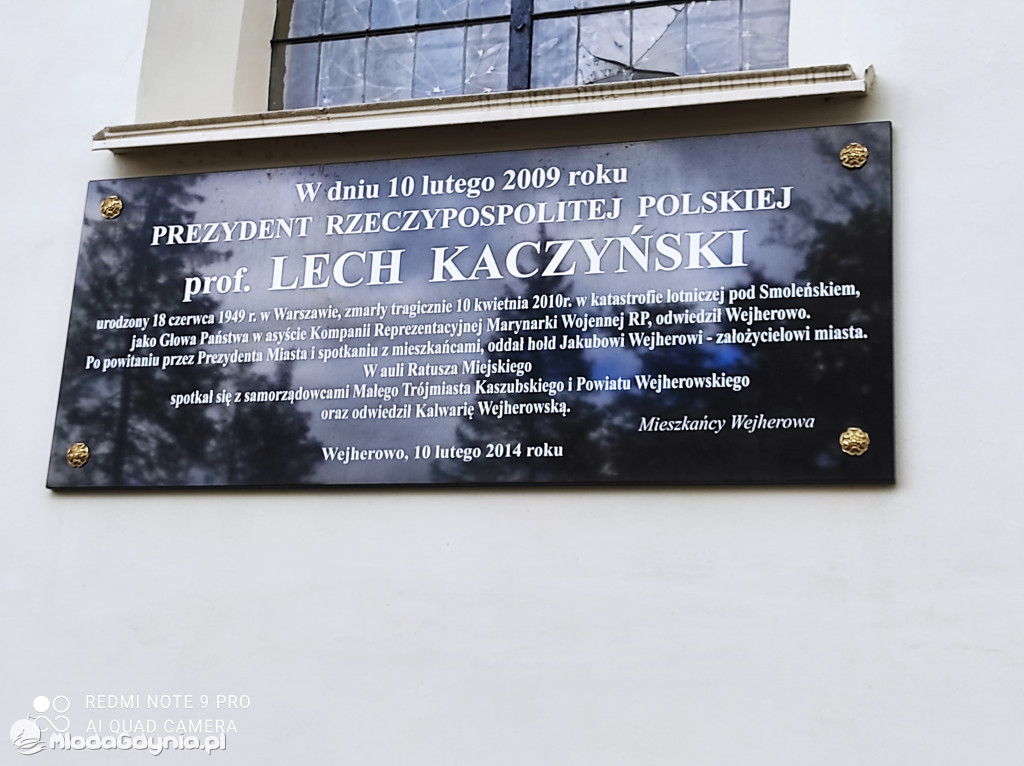 W dniu 10 lutego 2009 roku
PREZYDENT RZECZYPOSPOLITEJ POLSKIEJ
prof. LECH KACZYŃSKI
urodzony 18 czerwca 1949 r. w Warszawie, zmarły tragicznie 10 kwietnia 2010r. w katastrofie lotniczej pod Smoleńskiem,
jako Głowa Państwa w asyście Kompanii Reprezentacyjnej Marynarki Wojennej RP, odwiedził Wejherowo.
Po powitaniu przez Prezydenta Miasta i spotkaniu z mieszkańcami, oddał hołd Jakubowi Wejherowi - założycielowi miasta.
W auli Ratusza Miejskiego
spotkał się z samorządowcami Małego Trójmiasta Kaszubskiego i Powiatu Wejherowskiego
oraz odwiedził Kalwarię Wejherowską.
Mieszkańcy Wejherowa
Wejherowo, 10 lutego 2014 roku
REDMI NOTE 9 PRO
AI QUAD CAMERA
MlodaGdynia.pl